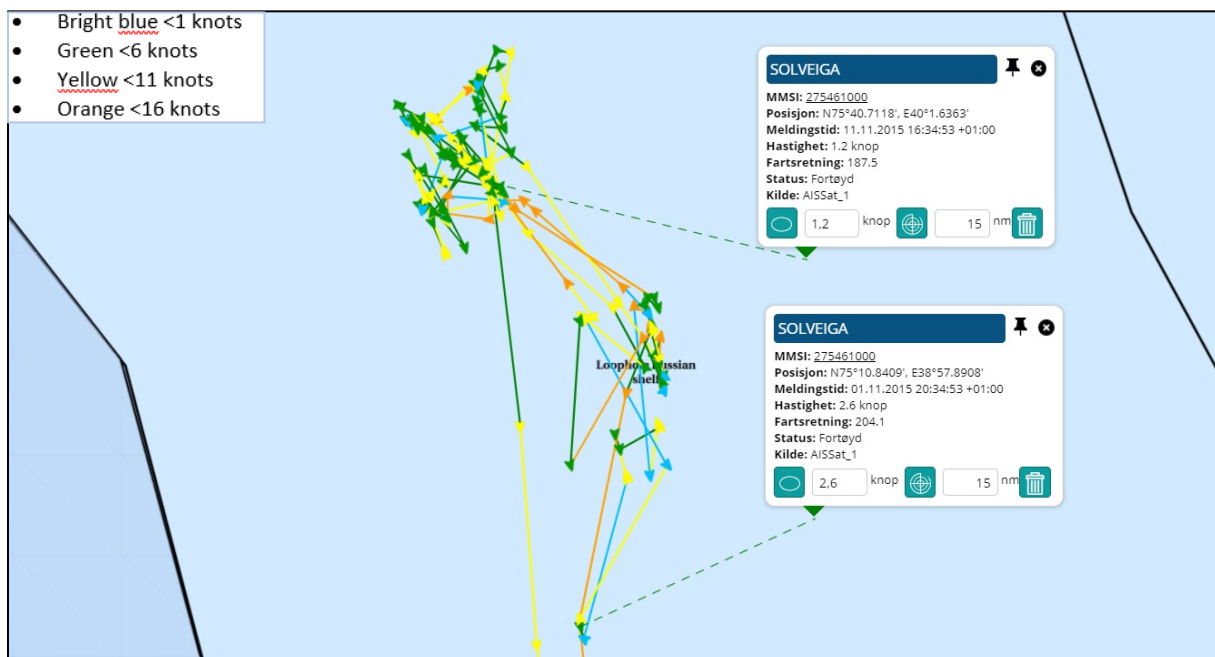 Bright blue <1 knots
Green <6 knots
Yellow <11 knots
Orange <16 knots
SOLVEIGA
MMSI: 275461000
Posisjon: N75°40.7118', E40°1.6363'
Meldingstid: 11.11.2015 16:34:53 +01:00
Hastighet: 1.2 knop
Fartsretning: 187.5
Status: Fortøyd
Kilde: AISSat_1
1,2 knop 15 nm
SOLVEIGA
MMSI: 275461000
Posisjon: N75°10.8409', E38°57.8908'
Meldingstid: 01.11.2015 20:34:53 +01:00
Hastighet: 2.6 knop
Fartsretning: 204.1
Status: Fortøyd
Kilde: AISSat_1
2,6 knop 15 nm
Russian
shelf